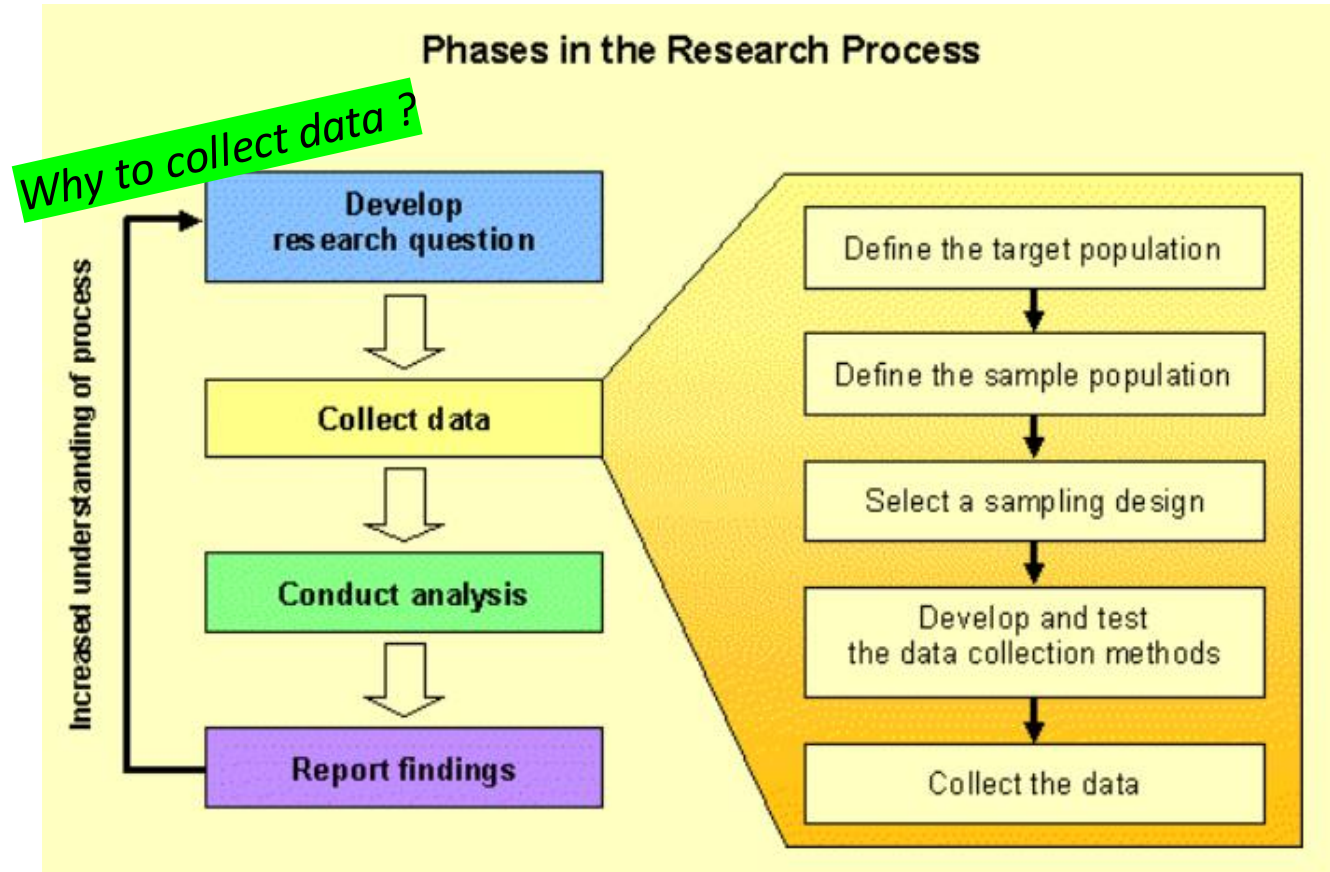 Phases in the Research Process
Why to collect data ?
Develop
research question
Collect data
Conduct analysis
Report findings
Increased understanding of process
Define the target population
Define the sample population
Select a sampling design
Develop and test
the data collection methods
Collect the data